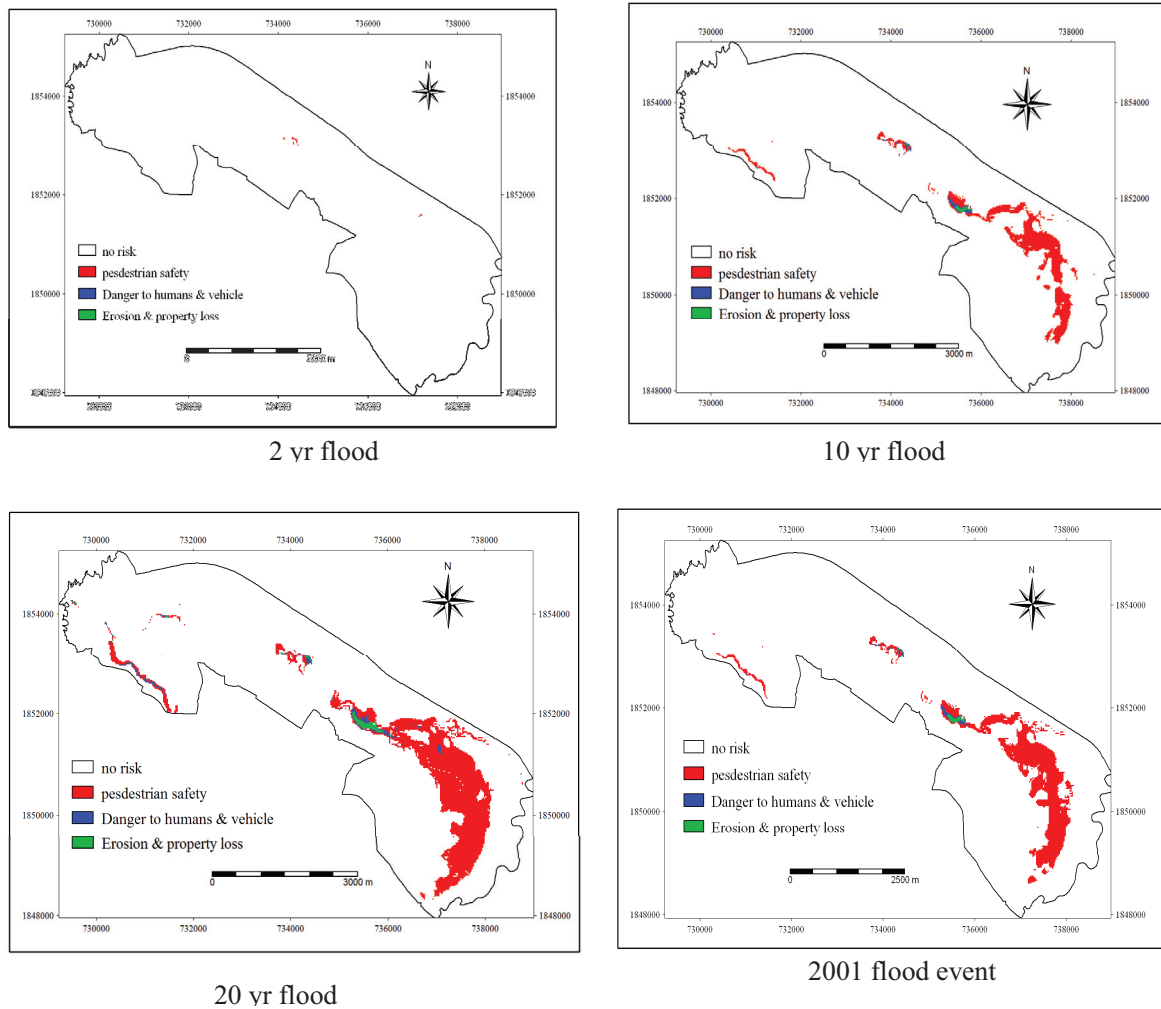 730000 732000 734000 736000 738000
N
1854000 1854000
1852000 1852000
1850000 1850000
no risk
pesdestrian safety
Danger to humans & vehicle
Erosion & property loss
2 yr flood
730000 732000 734000 736000 738000
N
1854000 1854000
1852000 1852000
1850000 1850000
1848000 1848000
no risk
pesdestrian safety
Danger to humans & vehicle
Erosion & property loss
0 3000 m
730000 732000 734000 736000 738000
10 yr flood
730000 732000 734000 736000 738000
N
1854000 1854000
1852000 1852000
1850000 1850000
1848000 1848000
no risk
pesdestrian safety
Danger to humans & vehicle
Erosion & property loss
0 3000 m
730000 732000 734000 736000 738000
20 yr flood
730000 732000 734000 736000 738000
N
1854000 1854000
1852000 1852000
1850000 1850000
1848000 1848000
no risk
pesdestrian safety
Danger to humans & vehicle
Erosion & property loss
0 2500 m
730000 732000 734000 736000 738000
2001 flood event